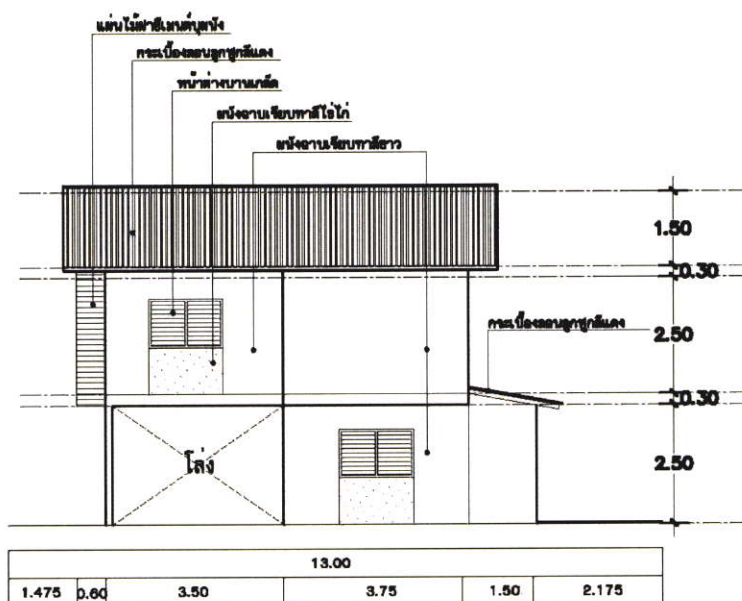 แผ่นไม้ฝาซีเมนต์บุผนัง
กระเบื้องลอนลูกฟูกสีแดง
หน้าต่างบานเกล็ด
ผนังฉาบเรียบทาสีไข่ไก่
ผนังฉาบเรียบทาสีขาว
1.50
0.30
กระเบื้องลอนลูกฟูกสีแดง
2.50
0.30
โล่ง
2.50
13.00
1.475 0.60 3.50 3.75 1.50 2.175